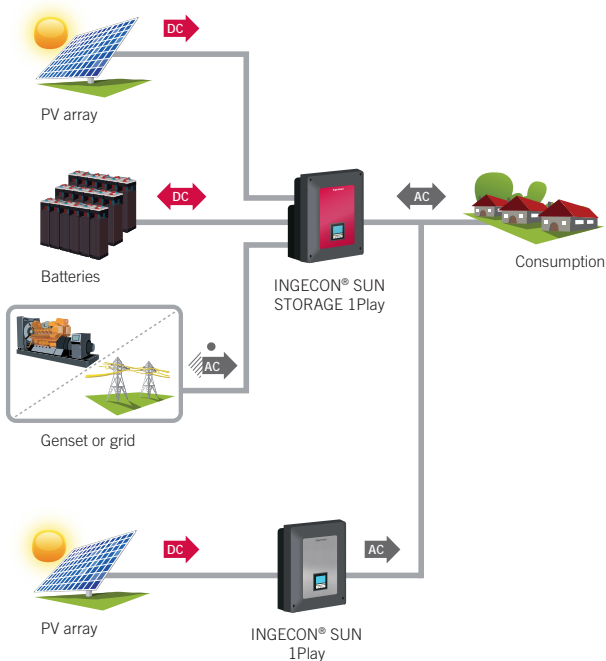 DC
PV array
DC
AC
Batteries
Consumption
INGECON® SUN
STORAGE 1Play
AC
Genset or grid
DC
AC
PV array
INGECON® SUN
1Play